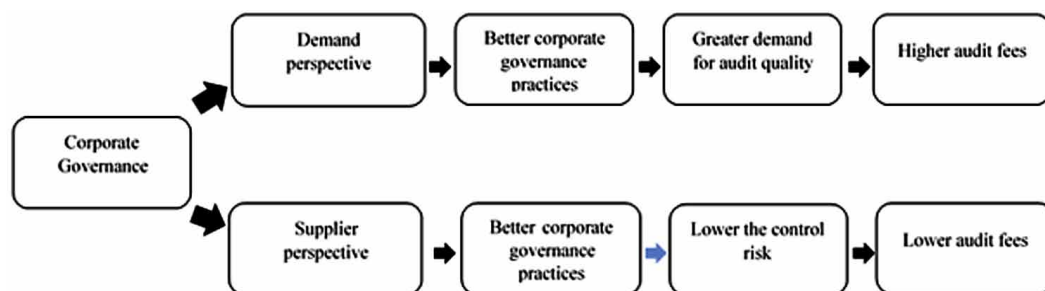 Demand
perspective
Better corporate
governance
practices
Greater demand
for audit quality
Higher audit fees
Corporate
Governance
Supplier
perspective
Better corporate
governance
practices
Lower the control
risk
Lower audit fees